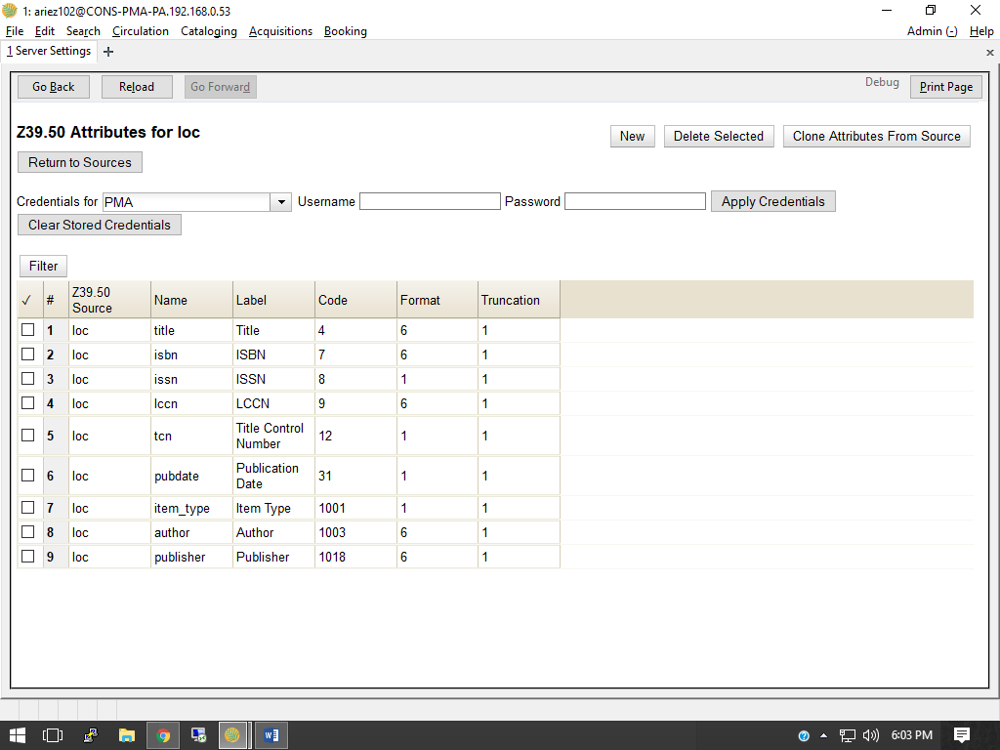 1: ariez102@CONS-PMA-PA.192.168.0.53
File Edit Search Circulation Cataloging Acquisitions Booking Admin (-) Help
1 Server Settings
Go Back Reload Go Forward Debug Print Page
Z39.50 Attributes for loc
New Delete Selected Clone Attributes From Source
Return to Sources
Credentials for PMA Username Password Apply Credentials
Clear Stored Credentials
Filter
✓ # Z39.50 Source Name Label Code Format Truncation
1 loc title Title 4 6 1
2 loc isbn ISBN 7 6 1
3 loc issn ISSN 8 1 1
4 loc lccn LCCN 9 6 1
5 loc tcn Title Control Number 12 1 1
6 loc pubdate Publication Date 31 1 1
7 loc item_type Item Type 1001 1 1
8 loc author Author 1003 6 1
9 loc publisher Publisher 1018 6 1
6:03 PM